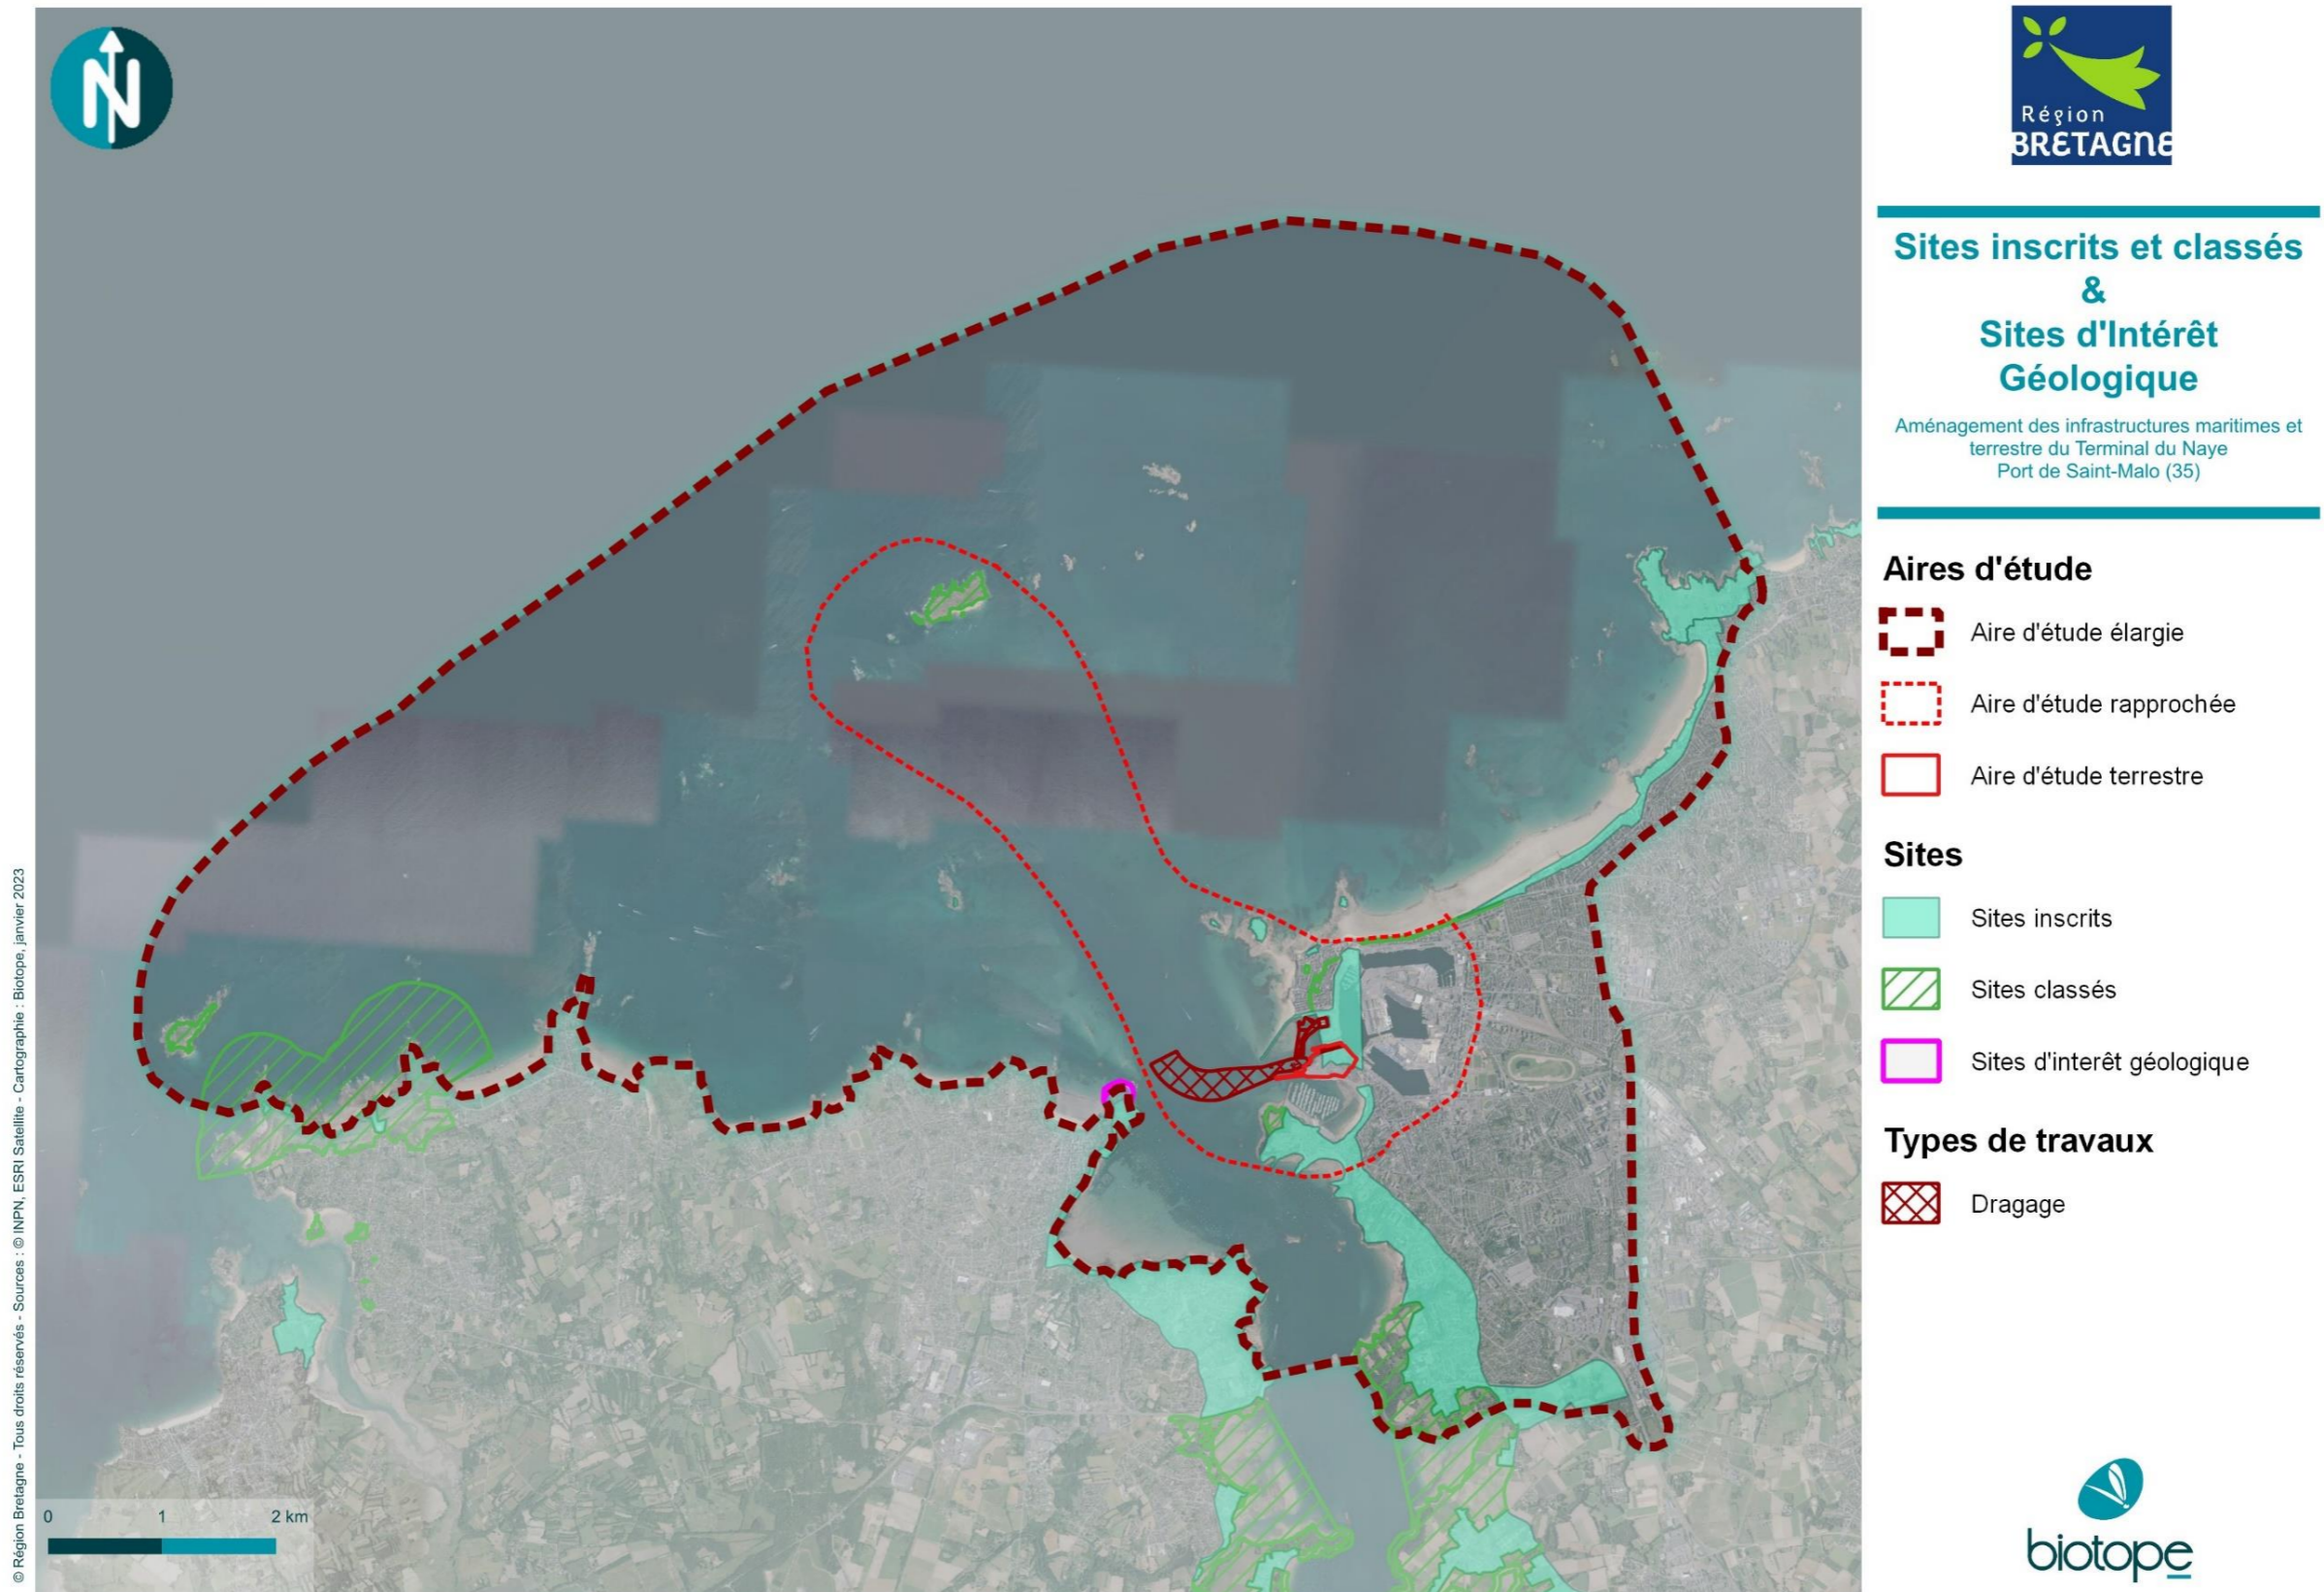 N
Région
BRETAGNE
Sites inscrits et classés
&
Sites d'Intérêt
Géologique
Aménagement des infrastructures maritimes et
terrestre du Terminal du Naye
Port de Saint-Malo (35)
Aires d'étude
Aire d'étude élargie
Aire d'étude rapprochée
Aire d'étude terrestre
Sites
Sites inscrits
Sites classés
Sites d'interêt géologique
Types de travaux
Dragage
biotope
0 1 2 km
© Région Bretagne - Tous droits réservés - Sources : © INPN, ESRI Satellite - Cartographie : Biotope, janvier 2023